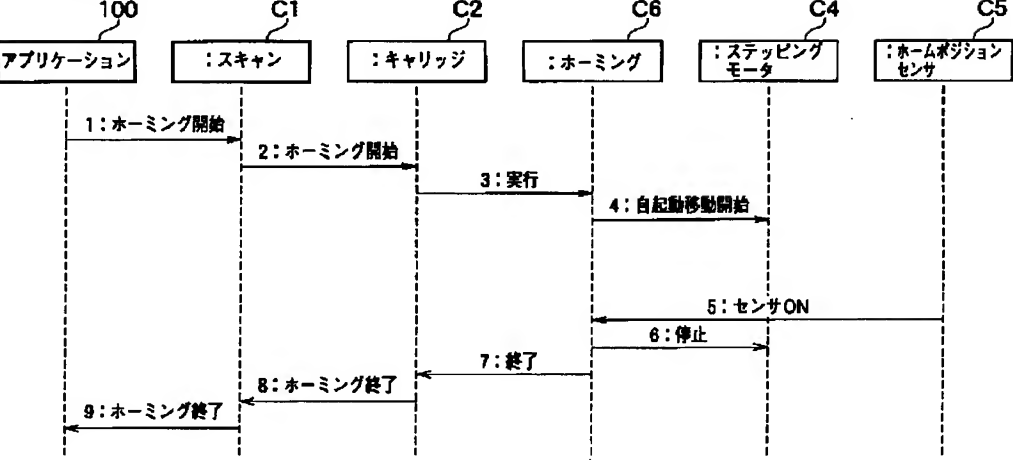 100
C1
C2
C6
C4
C5
アプリケーション
：スキャン
：キャリッジ
：ホーミング
：ステッピング
モータ
：ホームポジション
センサ
1：ホーミング開始
2：ホーミング開始
3：実行
4：自起動移動開始
5：センサON
6：停止
7：終了
8：ホーミング終了
9：ホーミング終了